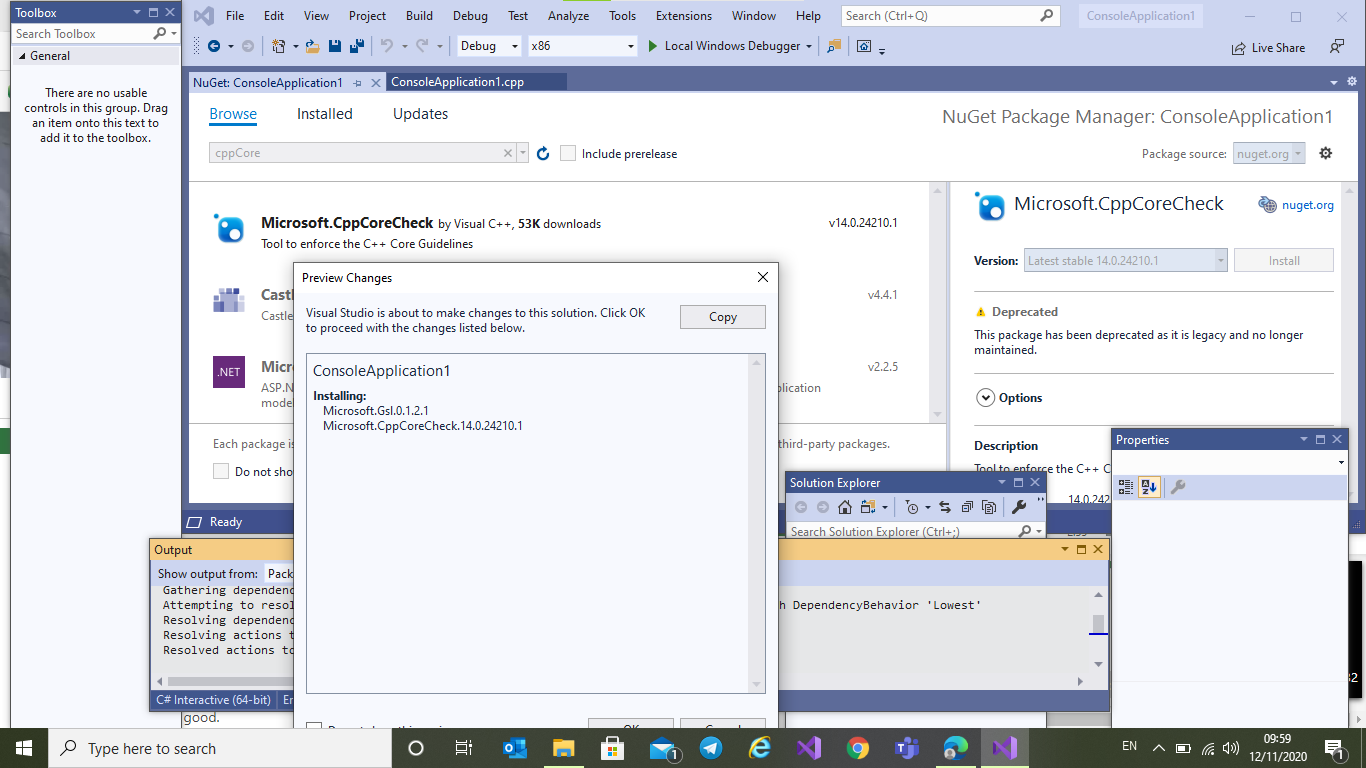 Toolbox
Search Toolbox
General
There are no usable
controls in this group. Drag
an item onto this text to
add it to the toolbox.
File Edit View Project Build Debug Test Analyze Tools Extensions Window Help
Search (Ctrl+Q)
ConsoleApplication1
Debug
x86
Local Windows Debugger
Live Share
NuGet: ConsoleApplication1
ConsoleApplication1.cpp
Browse
Installed
Updates
NuGet Package Manager: ConsoleApplication1
cppCore
Include prerelease
Package source:
nuget.org
Microsoft.CppCoreCheck by Visual C++, 53K downloads
v14.0.24210.1
Tool to enforce the C++ Core Guidelines
Castl
v4.4.1
Castle
.NET
Micro
v2.2.5
ASP.N
plication
model
Each package is
third-party packages.
Do not sho
Microsoft.CppCoreCheck
nuget.org
Version:
Latest stable 14.0.24210.1
Install
Deprecated
This package has been deprecated as it is legacy and no longer
maintained.
Options
Description
Tool to enforce the C++ C
14.0.242
Preview Changes
Visual Studio is about to make changes to this solution. Click OK
to proceed with the changes listed below.
Copy
ConsoleApplication1
Installing:
Microsoft.Gsl.0.1.2.1
Microsoft.CppCoreCheck.14.0.24210.1
Properties
Solution Explorer
Search Solution Explorer (Ctrl+;)
Ready
Output
Show output from:
Pack
Gathering dependenc
Attempting to resol
h DependencyBehavior 'Lowest'
Resolving dependenc
Resolving actions t
Resolved actions to
C# Interactive (64-bit)
Er
good.
Type here to search
1
EN
09:59
12/11/2020
1